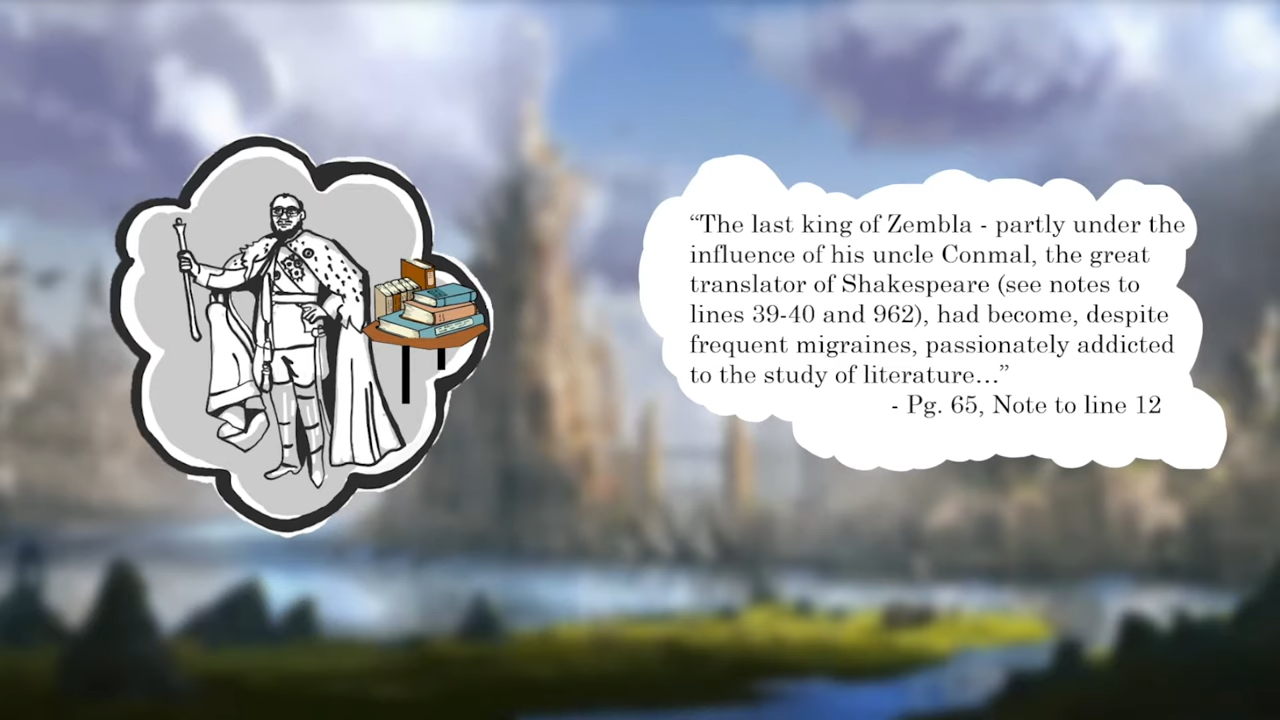 “The last king of Zembla - partly under the
influence of his uncle Conmal, the great
translator of Shakespeare (see notes to
lines 39-40 and 962), had become, despite
frequent migraines, passionately addicted
to the study of literature...”
- Pg. 65, Note to line 12